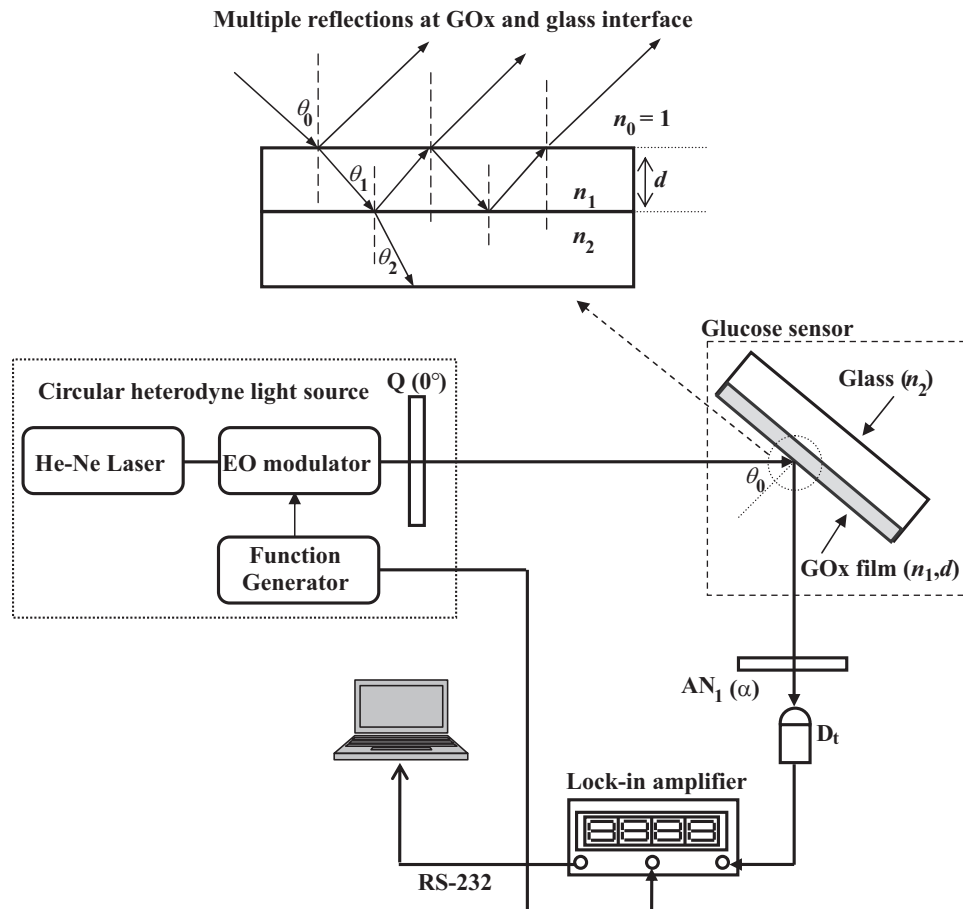 Multiple reflections at GOx and glass interface
θ0
n0 = 1
θ1
d
n1
n2
θ2
Glucose sensor
Q (0°)
Circular heterodyne light source
Glass (n2)
He-Ne Laser
EO modulator
θ0
Function
Generator
GOx film (n1,d)
AN1 (α)
Dt
Lock-in amplifier
8888
RS-232